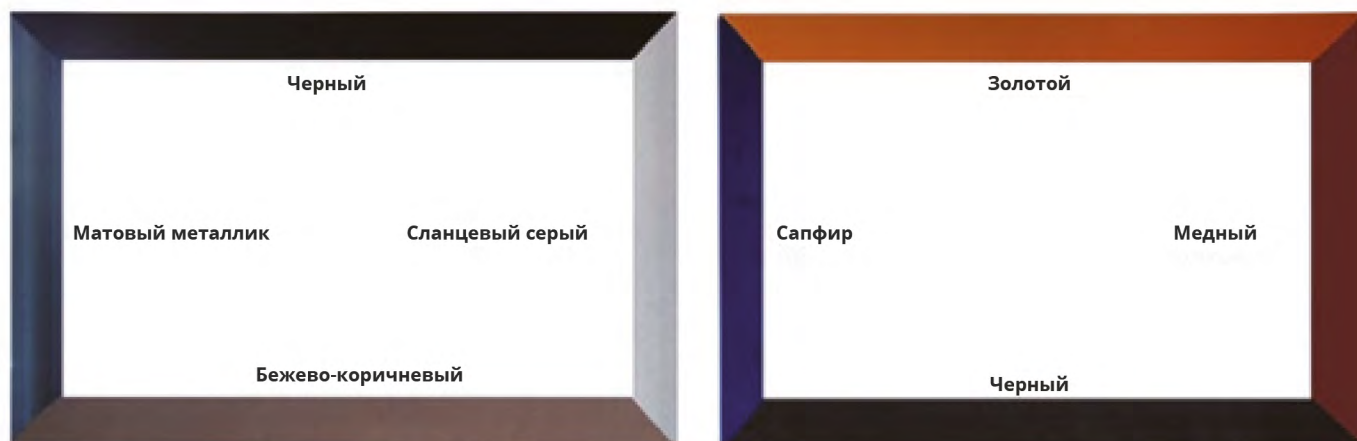 Черный
Матовый металлик
Сланцевый серый
Бежево-коричневый
Золотой
Сапфир
Медный
Черный